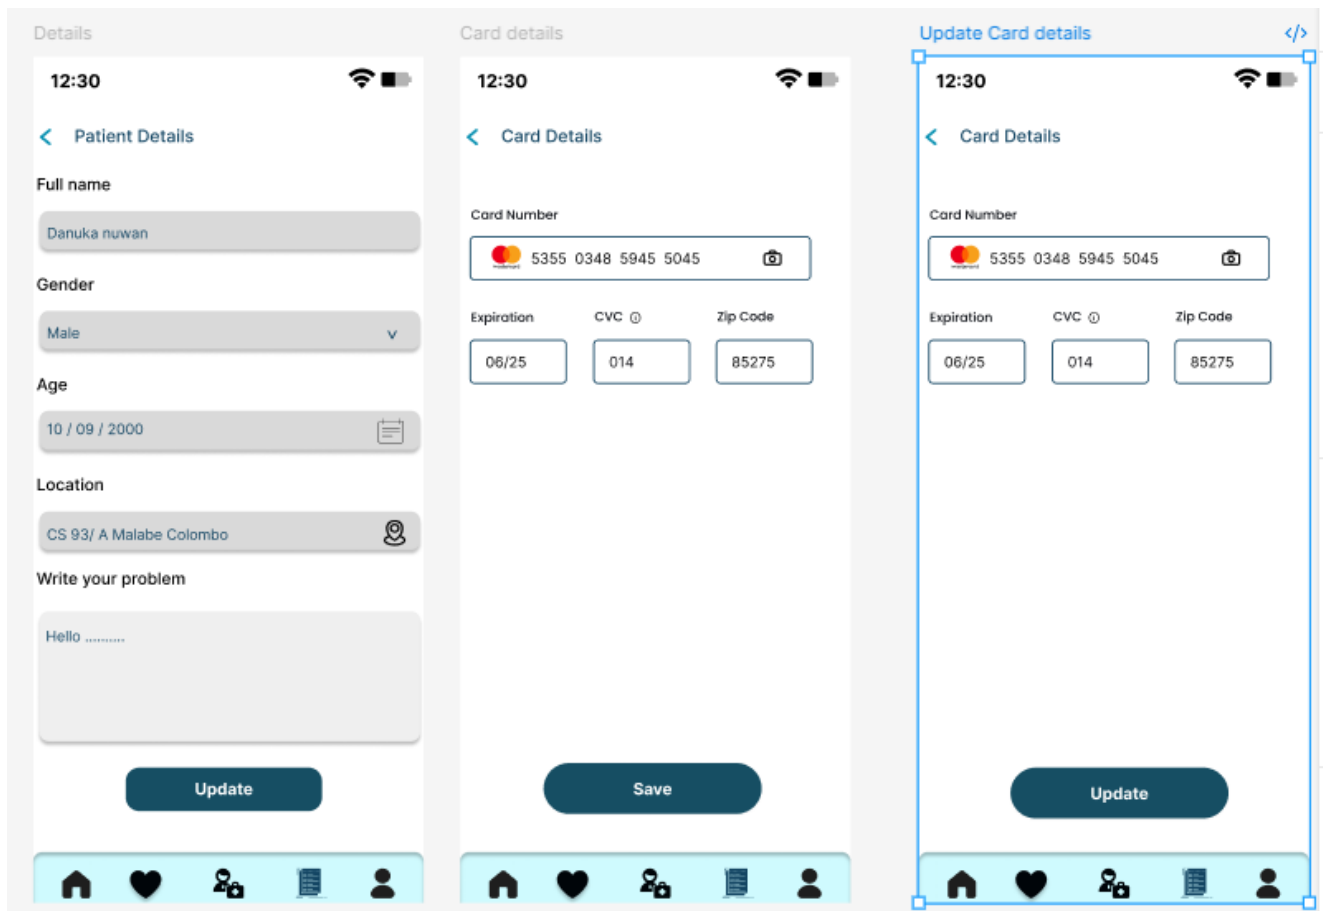 Details
12:30
Patient Details
Full name
Danuka nuwan
Gender
Male
Age
10 / 09 / 2000
Location
CS 93/ A Malabe Colombo
Write your problem
Hello ..........
Update
Card details
12:30
Card Details
Card Number
mastercard 5355 0348 5945 5045
Expiration CVC Zip Code
06/25 014 85275
Save
Update Card details </>
12:30
Card Details
Card Number
mastercard 5355 0348 5945 5045
Expiration CVC Zip Code
06/25 014 85275
Update